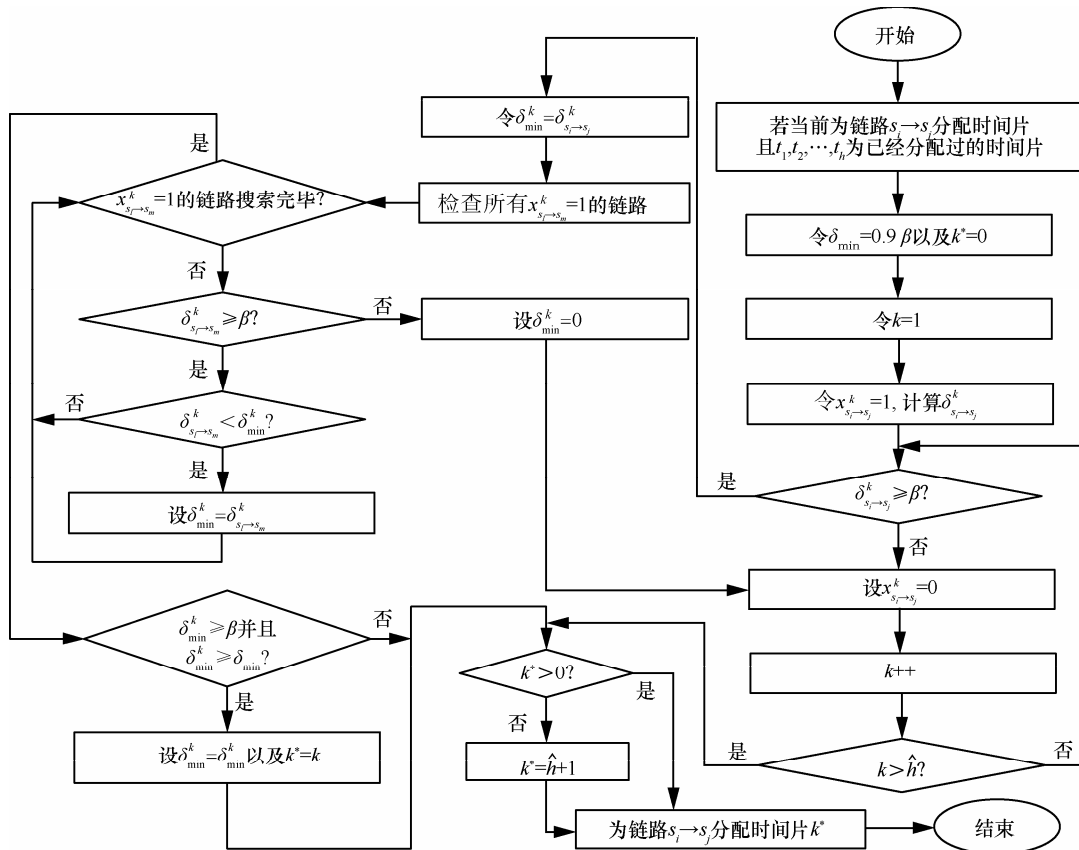 开始
若当前为链路s_i→s_j分配时间片
且t_1,t_2,⋯,t_h为已经分配过的时间片
令δ_min=0.9 β以及k*=0
令k=1
令x^k_{s_i→s_j}=1, 计算δ^k_{s_i→s_j}
δ^k_{s_i→s_j}≥β?
是
否
设x^k_{s_i→s_j}=0
k++
k>ĥ?
是
否
令δ^k_min=δ^k_{s_i→s_j}
检查所有x^k_{s_l→s_m}=1的链路
x^k_{s_l→s_m}=1的链路搜索完毕?
是
否
δ^k_{s_l→s_m}≥β?
否
设δ^k_min=0
是
δ^k_{s_l→s_m}<δ^k_min?
否
是
设δ^k_min=δ^k_{s_l→s_m}
δ^k_min≥β并且
δ^k_min≥δ_min?
否
是
设δ^k_min=δ^k_min以及k*=k
k^+>0?
是
否
k*=ĥ+1
为链路s_i→s_j分配时间片k*
结束